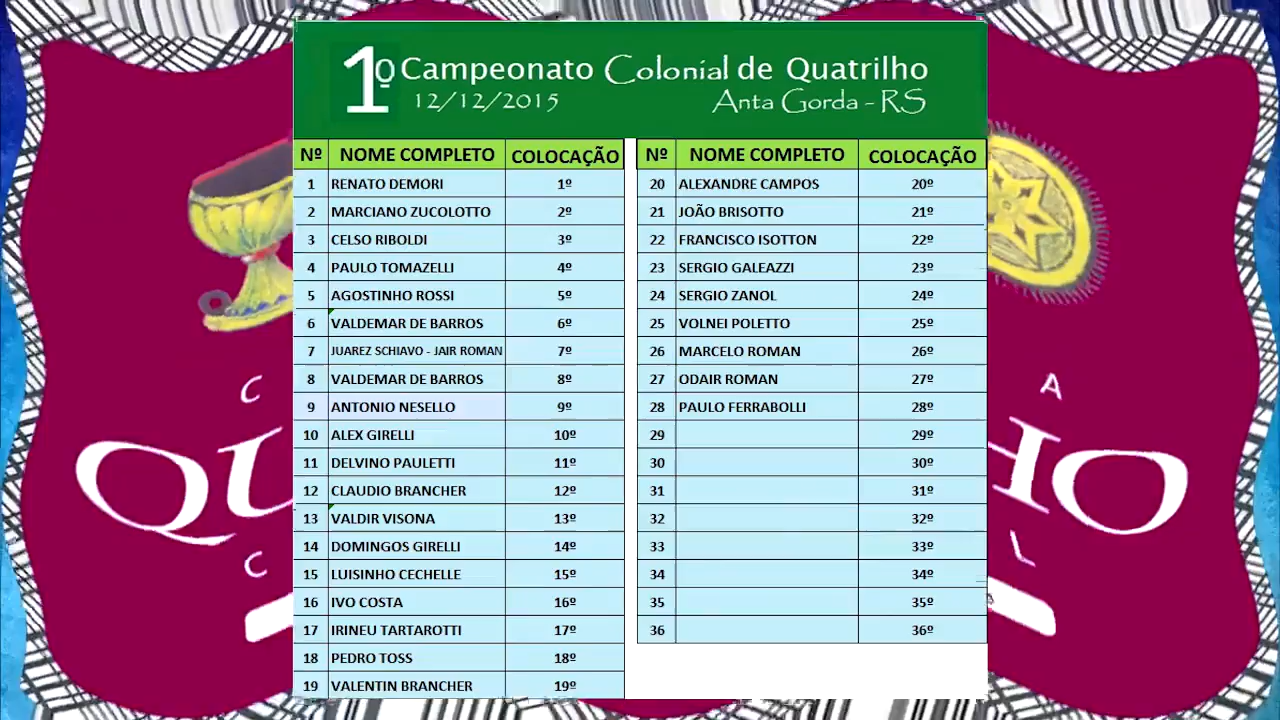 1º Campeonato Colonial de Quatrilho
12/12/2015 Anta Gorda - RS
Nº NOME COMPLETO COLOCAÇÃO
1 RENATO DEMORI 1º
2 MARCIANO ZUCOLOTTO 2º
3 CELSO RIBOLDI 3º
4 PAULO TOMAZELLI 4º
5 AGOSTINHO ROSSI 5º
6 VALDEMAR DE BARROS 6º
7 JUAREZ SCHIAVO - JAIR ROMAN 7º
8 VALDEMAR DE BARROS 8º
9 ANTONIO NESELLO 9º
10 ALEX GIRELLI 10º
11 DELVINO PAULETTI 11º
12 CLAUDIO BRANCHER 12º
13 VALDIR VISONA 13º
14 DOMINGOS GIRELLI 14º
15 LUISINHO CECHELLE 15º
16 IVO COSTA 16º
17 IRINEU TARTAROTTI 17º
18 PEDRO TOSS 18º
19 VALENTIN BRANCHER 19º
Nº NOME COMPLETO COLOCAÇÃO
20 ALEXANDRE CAMPOS 20º
21 JOÃO BRISOTTO 21º
22 FRANCISCO ISOTTON 22º
23 SERGIO GALEAZZI 23º
24 SERGIO ZANOL 24º
25 VOLNEI POLETTO 25º
26 MARCELO ROMAN 26º
27 ODAIR ROMAN 27º
28 PAULO FERRABOLLI 28º
29 29º
30 30º
31 31º
32 32º
33 33º
34 34º
35 35º
36 36º
C A
QU HO
C L